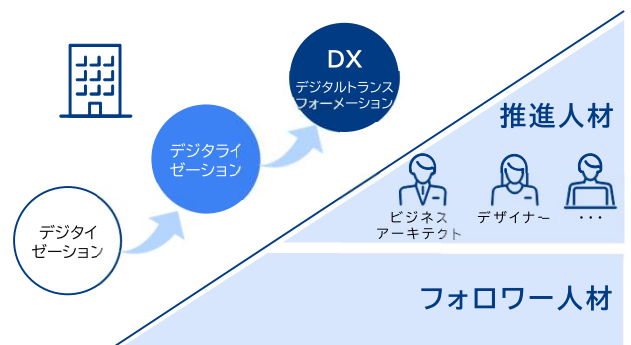 DX
デジタルトランス
フォーメーション
デジタライ
ゼーション
デジタイ
ゼーション
推進人材
ビジネス
アーキテクト
デザイナー
・・・
フォロワー人材